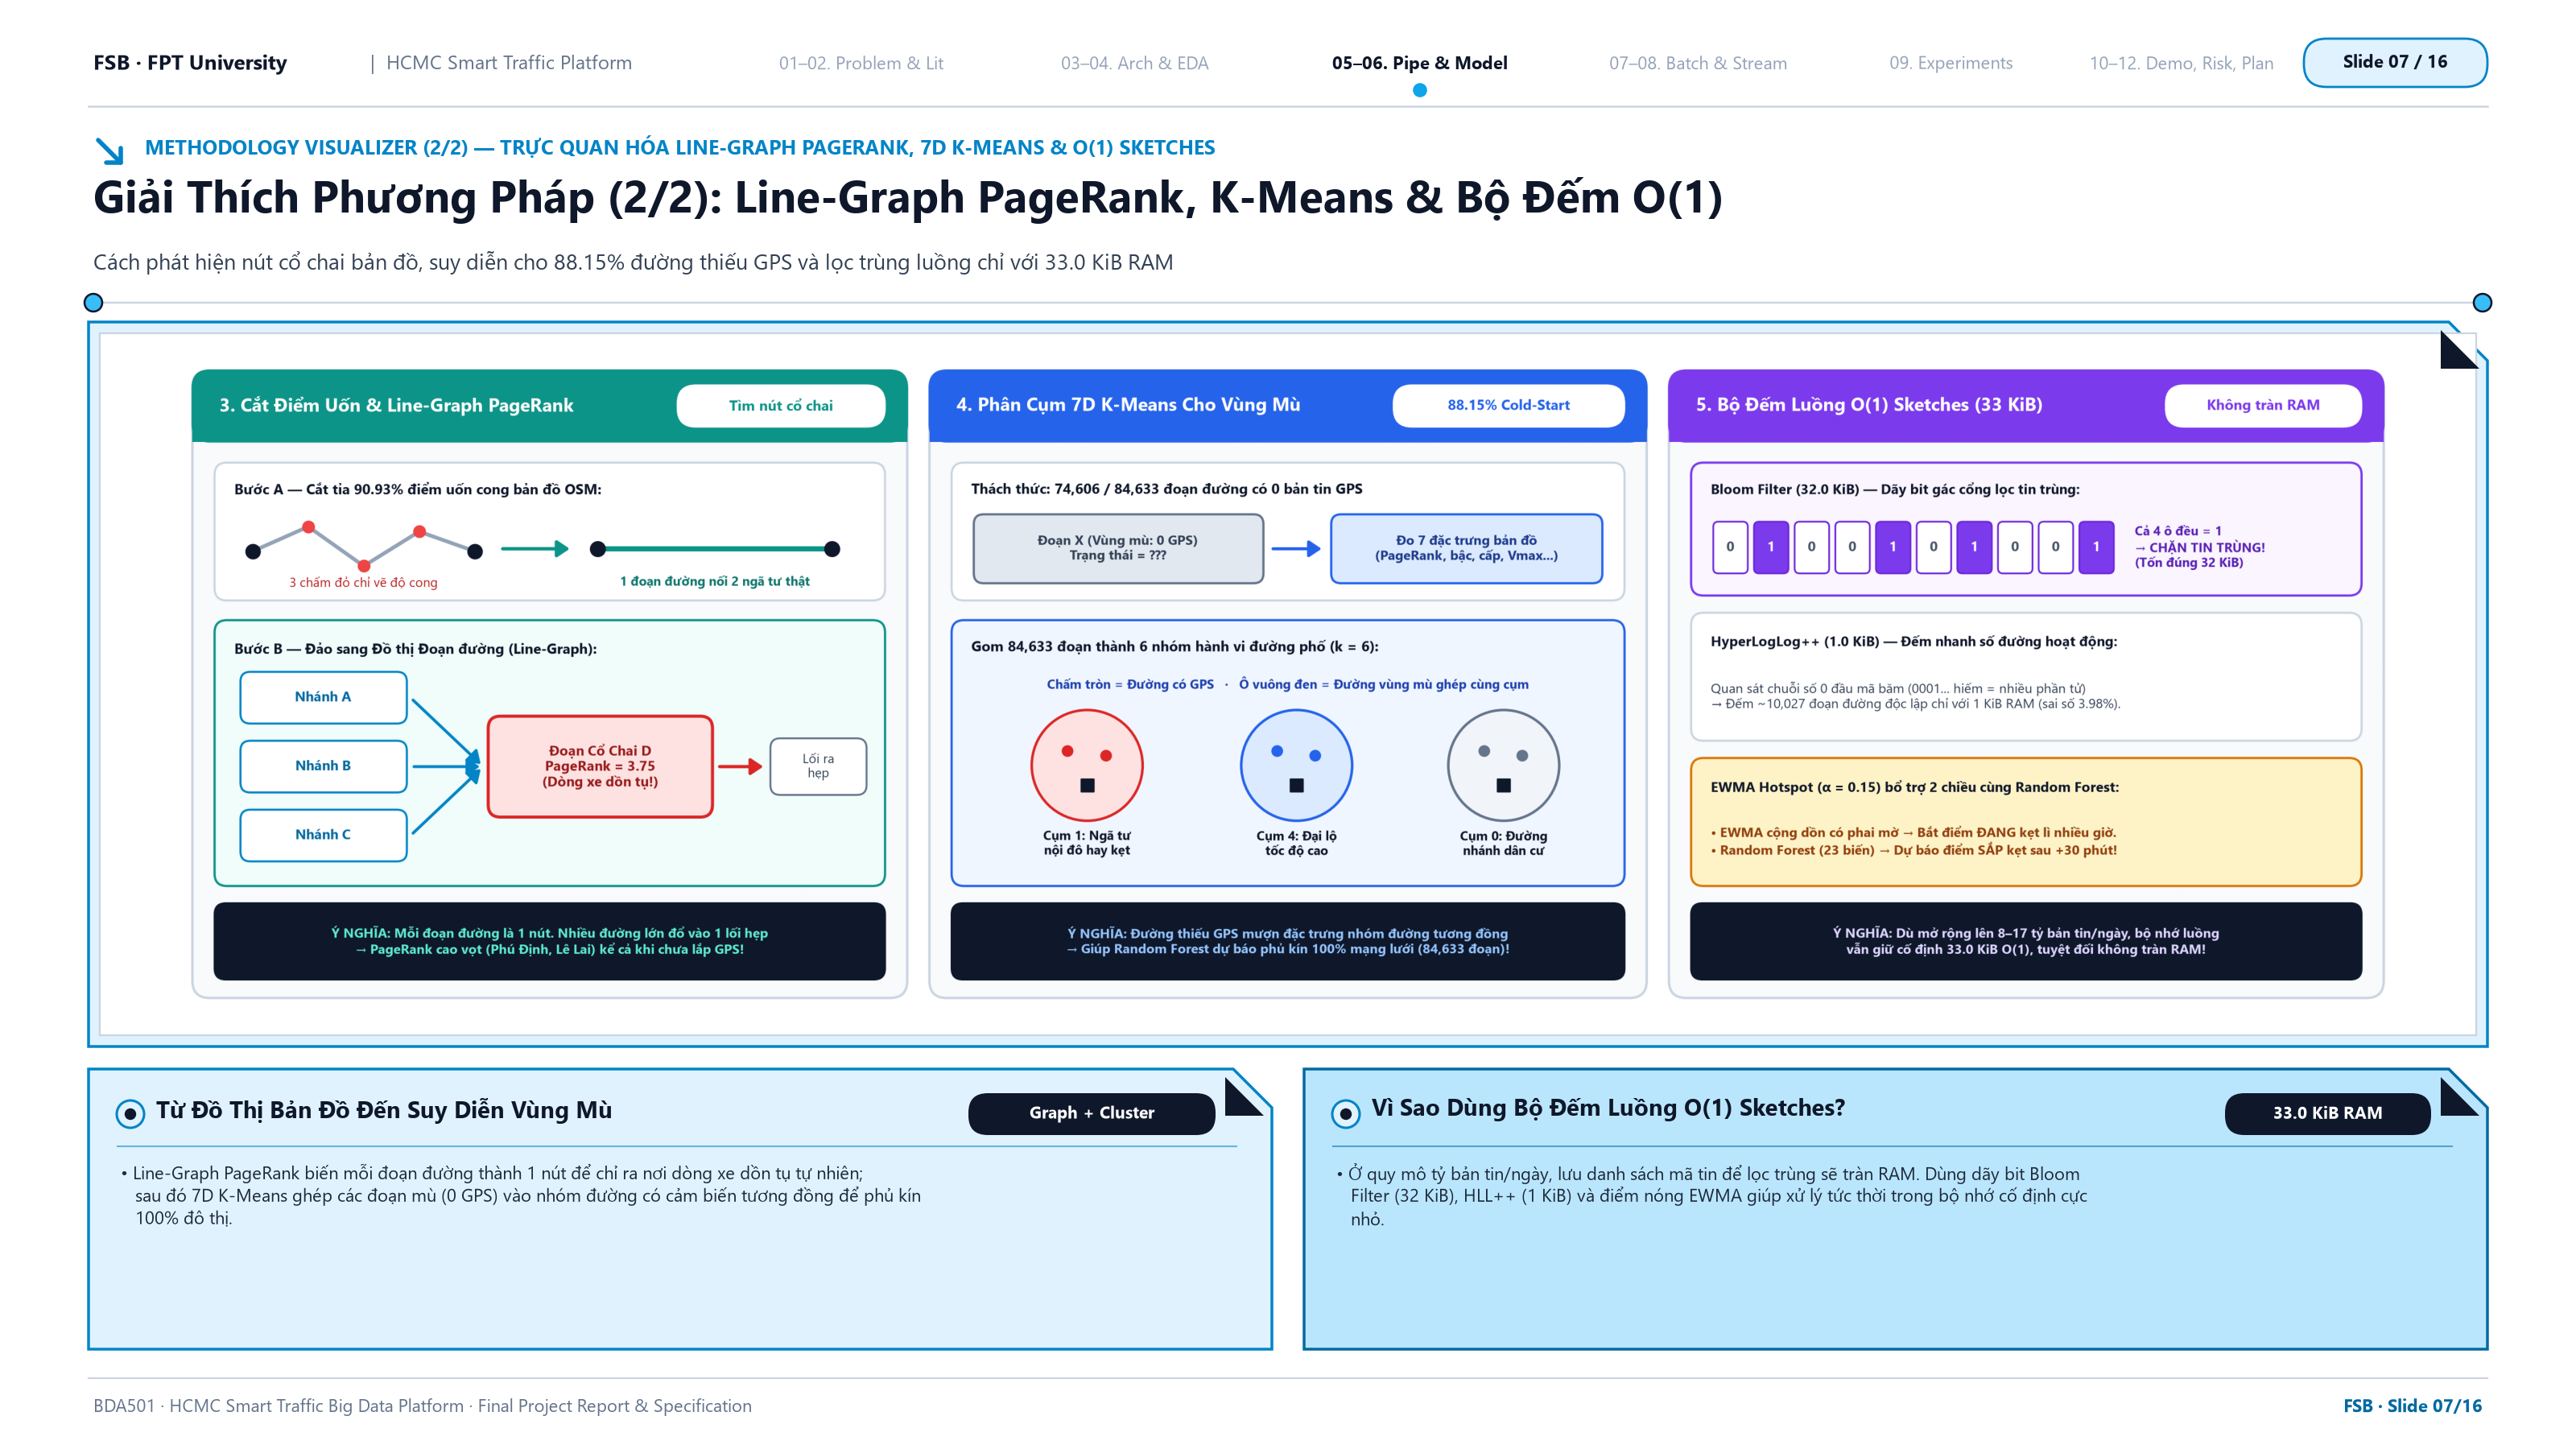 FSB · FPT University | HCMC Smart Traffic Platform 01–02. Problem & Lit 03–04. Arch & EDA 05–06. Pipe & Model 07–08. Batch & Stream 09. Experiments 10–12. Demo, Risk, Plan Slide 07 / 16
METHODOLOGY VISUALIZER (2/2) — TRỰC QUAN HÓA LINE-GRAPH PAGERANK, 7D K-MEANS & O(1) SKETCHES
Giải Thích Phương Pháp (2/2): Line-Graph PageRank, K-Means & Bộ Đếm O(1)
Cách phát hiện nút cổ chai bản đồ, suy diễn cho 88.15% đường thiếu GPS và lọc trùng luồng chỉ với 33.0 KiB RAM
3. Cắt Điểm Uốn & Line-Graph PageRank
Tìm nút cổ chai
Bước A — Cắt tỉa 90.93% điểm uốn cong bản đồ OSM:
3 chấm đỏ chỉ vẽ độ cong
1 đoạn đường nối 2 ngã tư thật
Bước B — Đảo sang Đồ thị Đoạn đường (Line-Graph):
Nhánh A
Nhánh B
Nhánh C
Đoạn Cổ Chai D
PageRank = 3.75
(Dòng xe dồn tụ!)
Lối ra
hẹp
Ý NGHĨA: Mỗi đoạn đường là 1 nút. Nhiều đường lớn đổ vào 1 lối hẹp
→ PageRank cao vọt (Phú Định, Lê Lai) kể cả khi chưa lắp GPS!
4. Phân Cụm 7D K-Means Cho Vùng Mù
88.15% Cold-Start
Thách thức: 74,606 / 84,633 đoạn đường có 0 bản tin GPS
Đoạn X (Vùng mù: 0 GPS)
Trạng thái = ???
Đo 7 đặc trưng bản đồ
(PageRank, bậc, cấp, Vmax...)
Gom 84,633 đoạn thành 6 nhóm hành vi đường phố (k = 6):
Chấm tròn = Đường có GPS · Ô vuông đen = Đường vùng mù ghép cùng cụm
Cụm 1: Ngã tư
nội đô hay kẹt
Cụm 4: Đại lộ
tốc độ cao
Cụm 0: Đường
nhánh dân cư
Ý NGHĨA: Đường thiếu GPS mượn đặc trưng nhóm đường tương đồng
→ Giúp Random Forest dự báo phủ kín 100% mạng lưới (84,633 đoạn)!
5. Bộ Đếm Luồng O(1) Sketches (33 KiB)
Không tràn RAM
Bloom Filter (32.0 KiB) — Dãy bit gác cổng lọc tin trùng:
0 1 0 0 1 0 1 0 0 1
Cả 4 ô đều = 1
→ CHẶN TIN TRÙNG!
(Tốn đúng 32 KiB)
HyperLogLog++ (1.0 KiB) — Đếm nhanh số đường hoạt động:
Quan sát chuỗi số 0 đầu mã băm (0001... hiếm = nhiều phần tử)
→ Đếm ~10,027 đoạn đường độc lập chỉ với 1 KiB RAM (sai số 3.98%).
EWMA Hotspot (α = 0.15) bổ trợ 2 chiều cùng Random Forest:
• EWMA cộng dồn có phai mờ → Bắt điểm ĐANG kẹt lì nhiều giờ.
• Random Forest (23 biến) → Dự báo điểm SẮP kẹt sau +30 phút!
Ý NGHĨA: Dù mở rộng lên 8–17 tỷ bản tin/ngày, bộ nhớ luồng
vẫn giữ cố định 33.0 KiB O(1), tuyệt đối không tràn RAM!
Từ Đồ Thị Bản Đồ Đến Suy Diễn Vùng Mù
Graph + Cluster
• Line-Graph PageRank biến mỗi đoạn đường thành 1 nút để chỉ ra nơi dòng xe dồn tụ tự nhiên;
sau đó 7D K-Means ghép các đoạn mù (0 GPS) vào nhóm đường có cảm biến tương đồng để phủ kín
100% đô thị.
Vì Sao Dùng Bộ Đếm Luồng O(1) Sketches?
33.0 KiB RAM
• Ở quy mô tỷ bản tin/ngày, lưu danh sách mã tin để lọc trùng sẽ tràn RAM. Dùng dãy bit Bloom
Filter (32 KiB), HLL++ (1 KiB) và điểm nóng EWMA giúp xử lý tức thời trong bộ nhớ cố định cực
nhỏ.
BDA501 · HCMC Smart Traffic Big Data Platform · Final Project Report & Specification
FSB · Slide 07/16